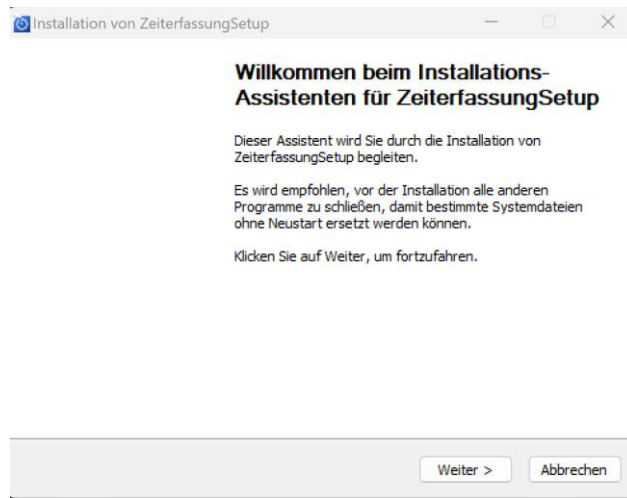 Installation von ZeiterfassungSetup
Willkommen beim Installations-
Assistenten für ZeiterfassungSetup
Dieser Assistent wird Sie durch die Installation von
ZeiterfassungSetup begleiten.
Es wird empfohlen, vor der Installation alle anderen
Programme zu schließen, damit bestimmte Systemdateien
ohne Neustart ersetzt werden können.
Klicken Sie auf Weiter, um fortzufahren.
Weiter > Abbrechen